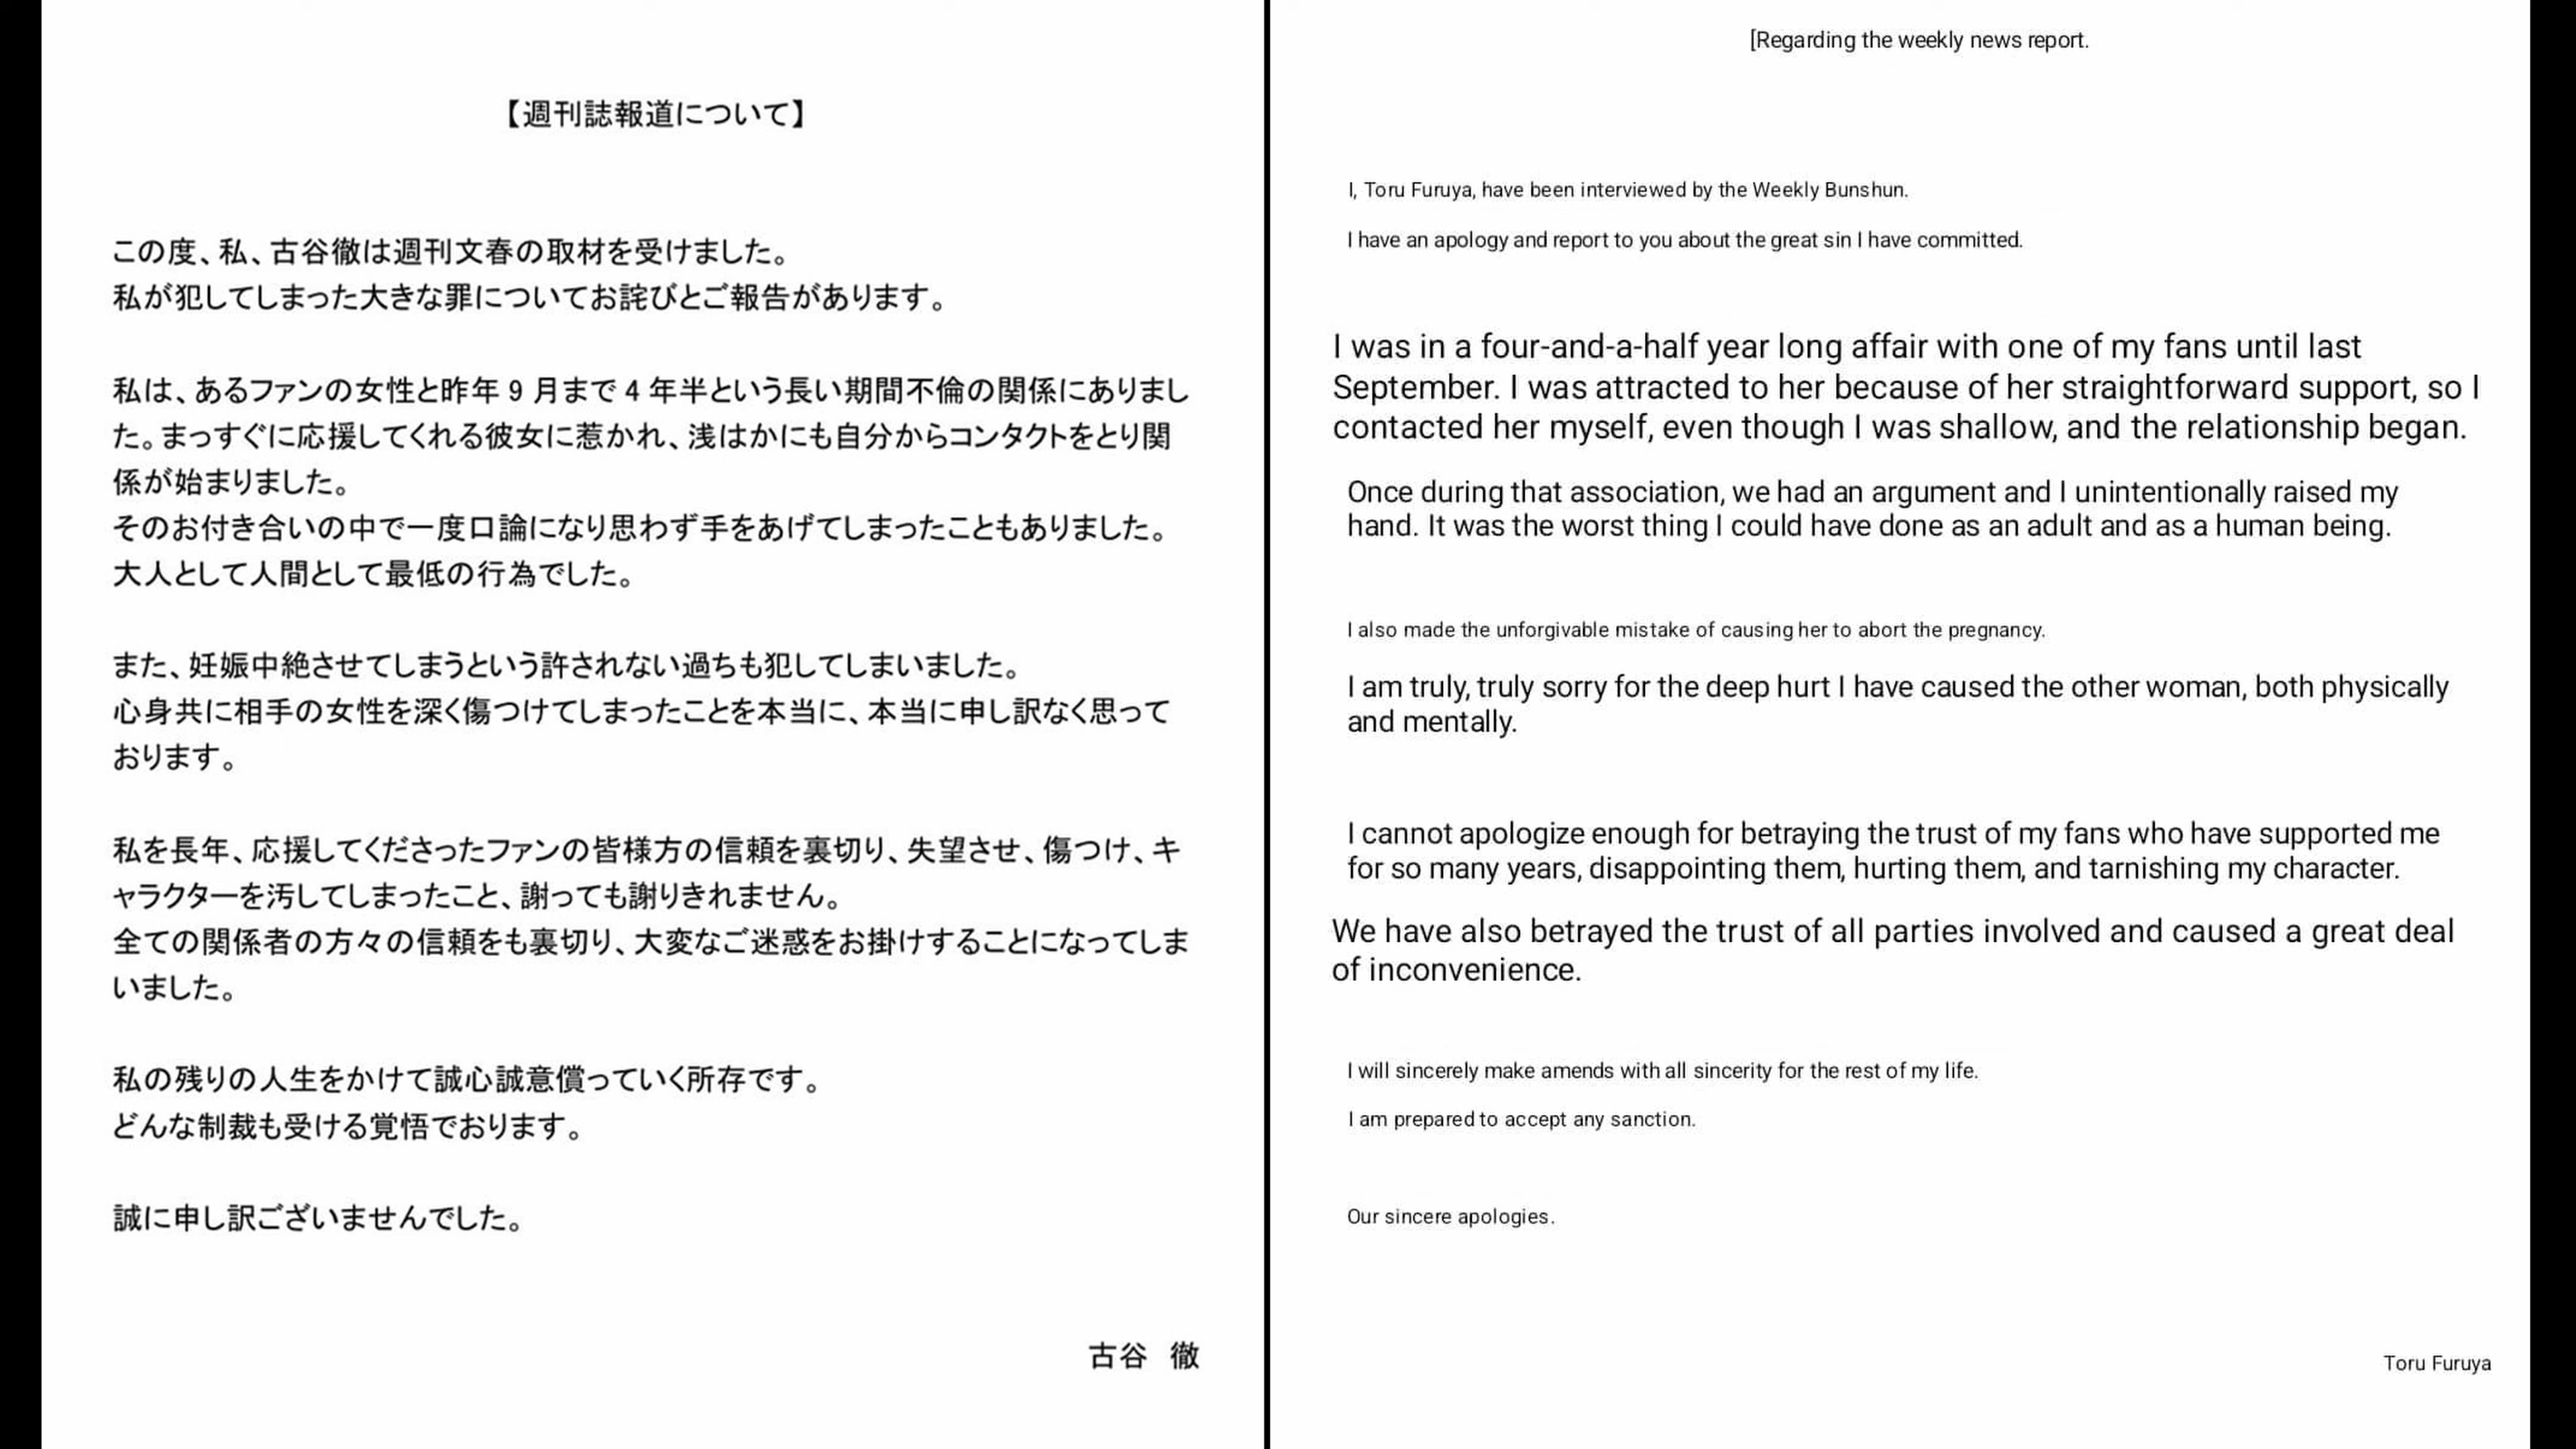 【週刊誌報道について】
この度、私、古谷徹は週刊文春の取材を受けました。
私が犯してしまった大きな罪についてお詫びとご報告があります。
私は、あるファンの女性と昨年 9 月まで 4 年半という長い期間不倫の関係にありまし
た。まっすぐに応援してくれる彼女に惹かれ、浅はかにも自分からコンタクトをとり関
係が始まりました。
そのお付き合いの中で一度口論になり思わず手をあげてしまったこともありました。
大人として人間として最低の行為でした。
また、妊娠中絶させてしまうという許されない過ちも犯してしまいました。
心身共に相手の女性を深く傷つけてしまったことを本当に、本当に申し訳なく思って
おります。
私を長年、応援してくださったファンの皆様方の信頼を裏切り、失望させ、傷つけ、キ
ャラクターを汚してしまったこと、謝っても謝りきれません。
全ての関係者の方々の信頼をも裏切り、大変なご迷惑をお掛けすることになってしま
いました。
私の残りの人生をかけて誠心誠意償っていく所存です。
どんな制裁も受ける覚悟でおります。
誠に申し訳ございませんでした。
古谷　徹
[Regarding the weekly news report.
I, Toru Furuya, have been interviewed by the Weekly Bunshun.
I have an apology and report to you about the great sin I have committed.
I was in a four-and-a-half year long affair with one of my fans until last
September. I was attracted to her because of her straightforward support, so I
contacted her myself, even though I was shallow, and the relationship began.
Once during that association, we had an argument and I unintentionally raised my
hand. It was the worst thing I could have done as an adult and as a human being.
I also made the unforgivable mistake of causing her to abort the pregnancy.
I am truly, truly sorry for the deep hurt I have caused the other woman, both physically
and mentally.
I cannot apologize enough for betraying the trust of my fans who have supported me
for so many years, disappointing them, hurting them, and tarnishing my character.
We have also betrayed the trust of all parties involved and caused a great deal
of inconvenience.
I will sincerely make amends with all sincerity for the rest of my life.
I am prepared to accept any sanction.
Our sincere apologies.
Toru Furuya